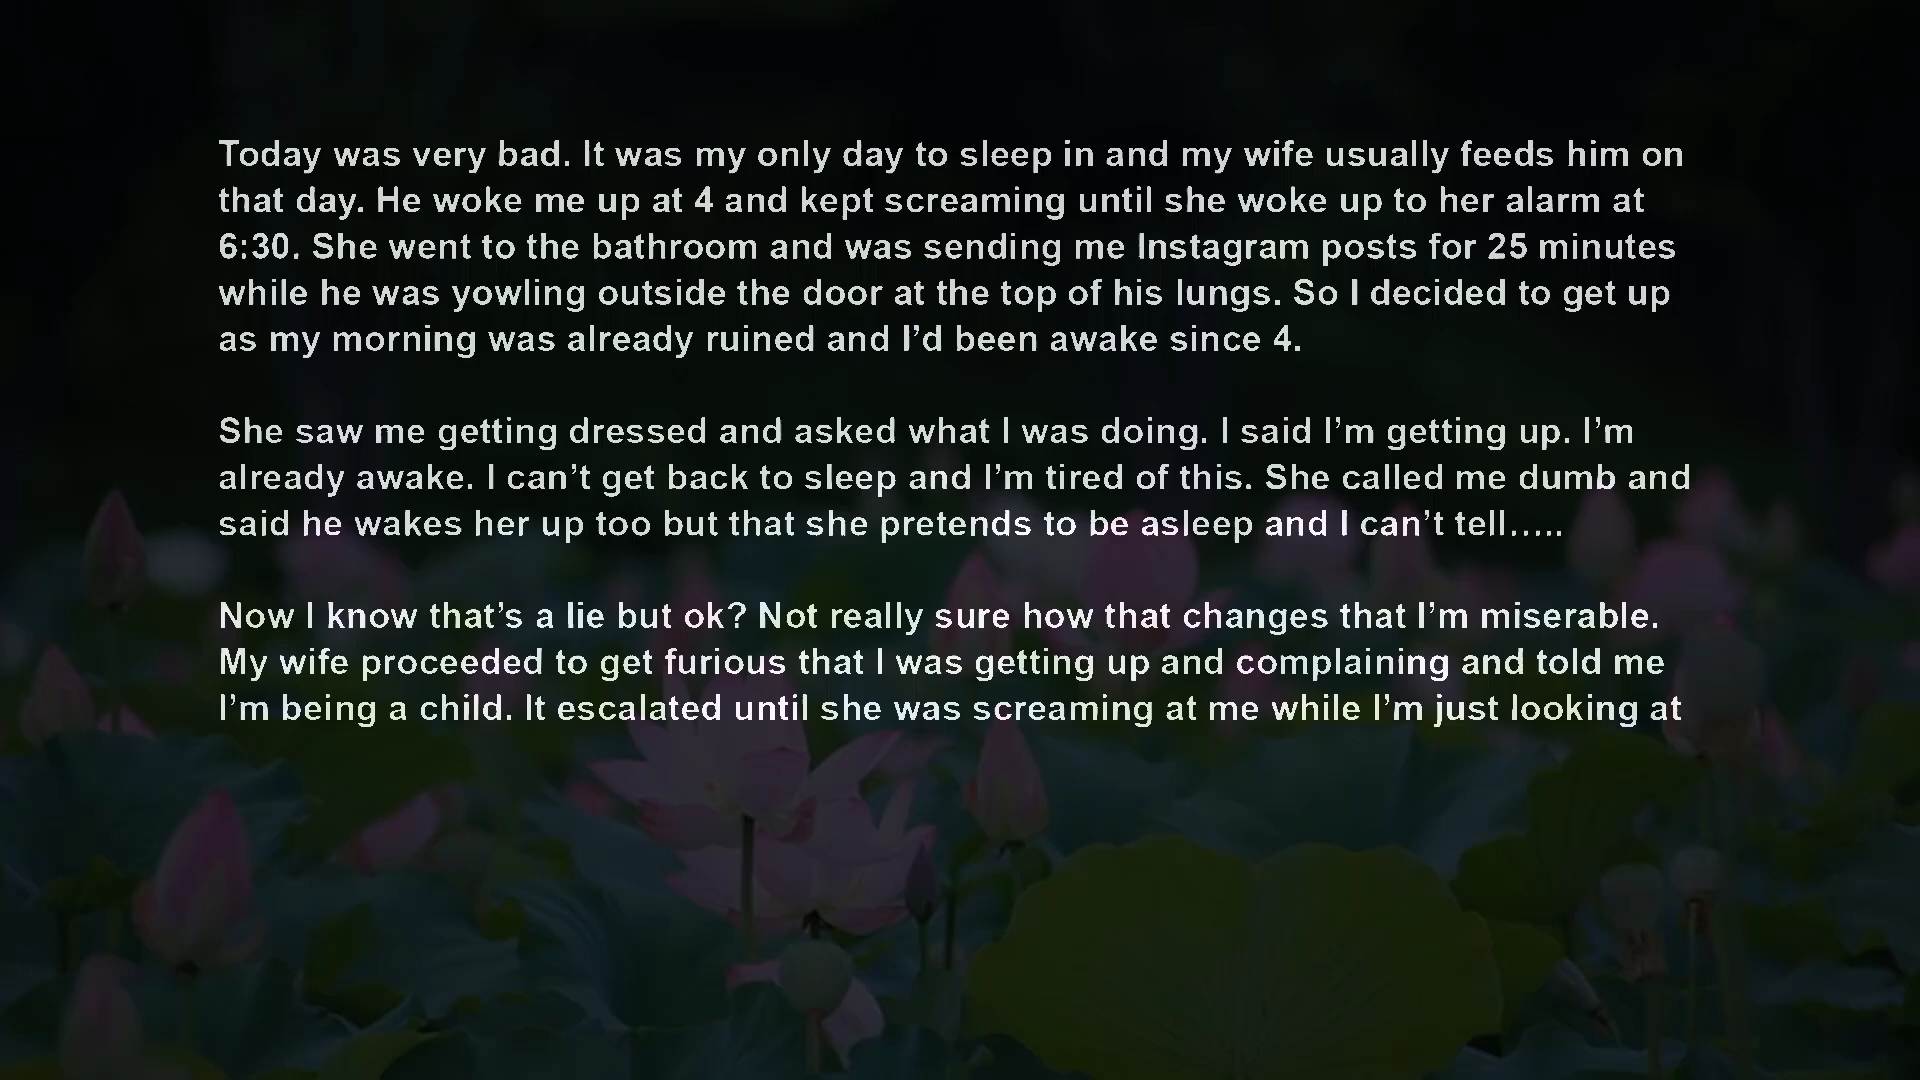 Today was very bad. It was my only day to sleep in and my wife usually feeds him on
that day. He woke me up at 4 and kept screaming until she woke up to her alarm at
6:30. She went to the bathroom and was sending me Instagram posts for 25 minutes
while he was yowling outside the door at the top of his lungs. So I decided to get up
as my morning was already ruined and I’d been awake since 4.
She saw me getting dressed and asked what I was doing. I said I’m getting up. I’m
already awake. I can’t get back to sleep and I’m tired of this. She called me dumb and
said he wakes her up too but that she pretends to be asleep and I can’t tell…..
Now I know that’s a lie but ok? Not really sure how that changes that I’m miserable.
My wife proceeded to get furious that I was getting up and complaining and told me
I’m being a child. It escalated until she was screaming at me while I’m just looking at